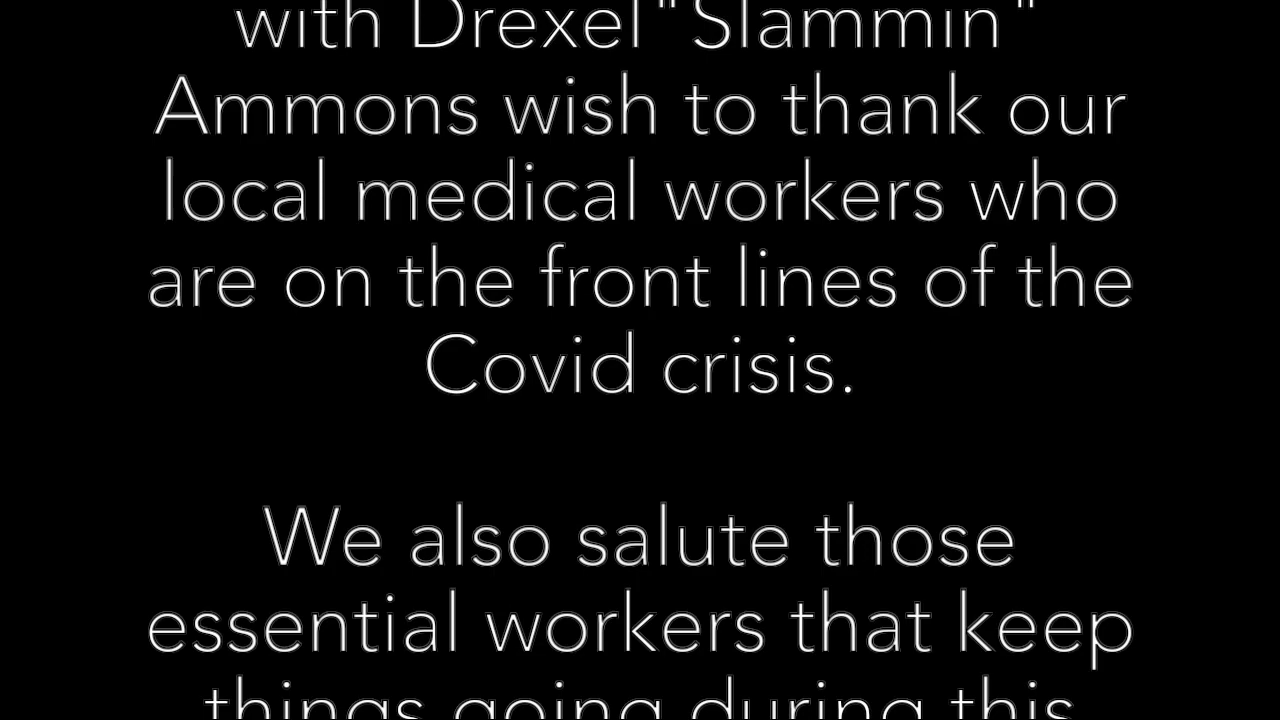 with Drexel "Slammin"
Ammons wish to thank our
local medical workers who
are on the front lines of the
Covid crisis.
We also salute those
essential workers that keep
things going during this